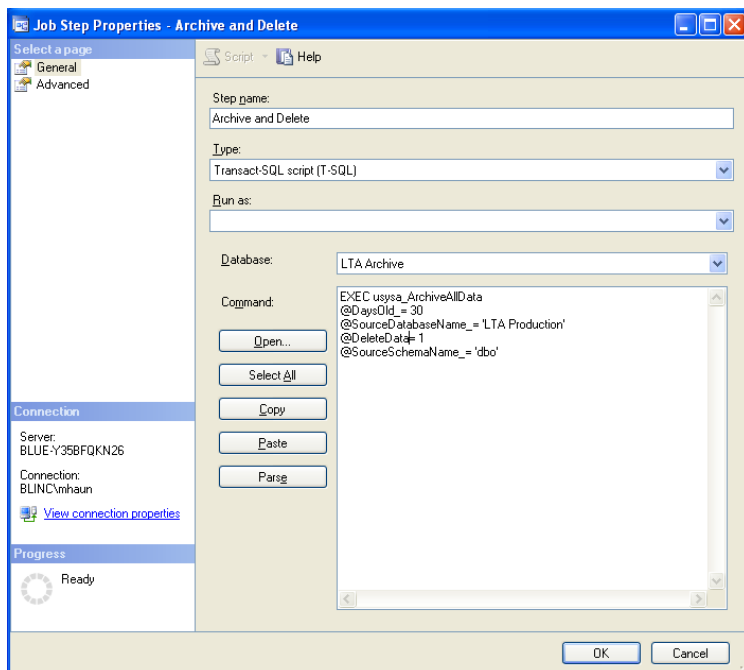 Job Step Properties - Archive and Delete
Select a page
General
Advanced
Script
Help
Step name:
Archive and Delete
Type:
Transact-SQL script (T-SQL)
Run as:
Database:
LTA Archive
Command:
EXEC usysa_ArchiveAllData
@DaysOld_= 30
@SourceDatabaseName_= 'LTA Production'
@DeleteData= 1
@SourceSchemaName_= 'dbo'
Open...
Select All
Copy
Paste
Parse
Connection
Server:
BLUE-Y35BFQKN26
Connection:
BLINC\mhaun
View connection properties
Progress
Ready
OK
Cancel